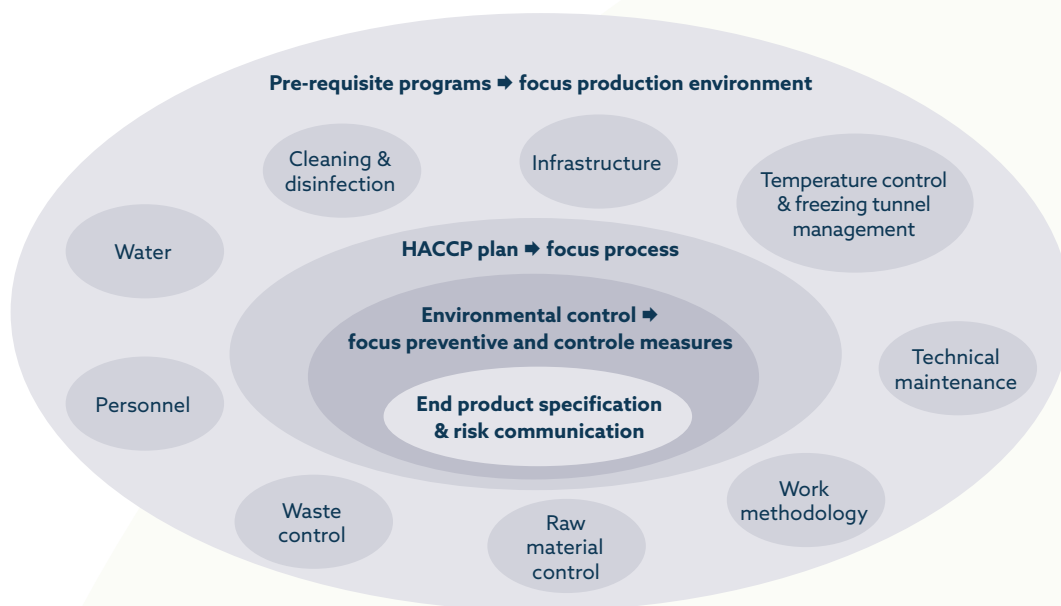 Pre-requisite programs ➡ focus production environment
Cleaning &
disinfection
Infrastructure
Temperature control
& freezing tunnel
management
Water
HACCP plan ➡ focus process
Environmental control ➡
focus preventive and controle measures
Technical
maintenance
Personnel
End product specification
& risk communication
Work
methodology
Waste
control
Raw
material
control